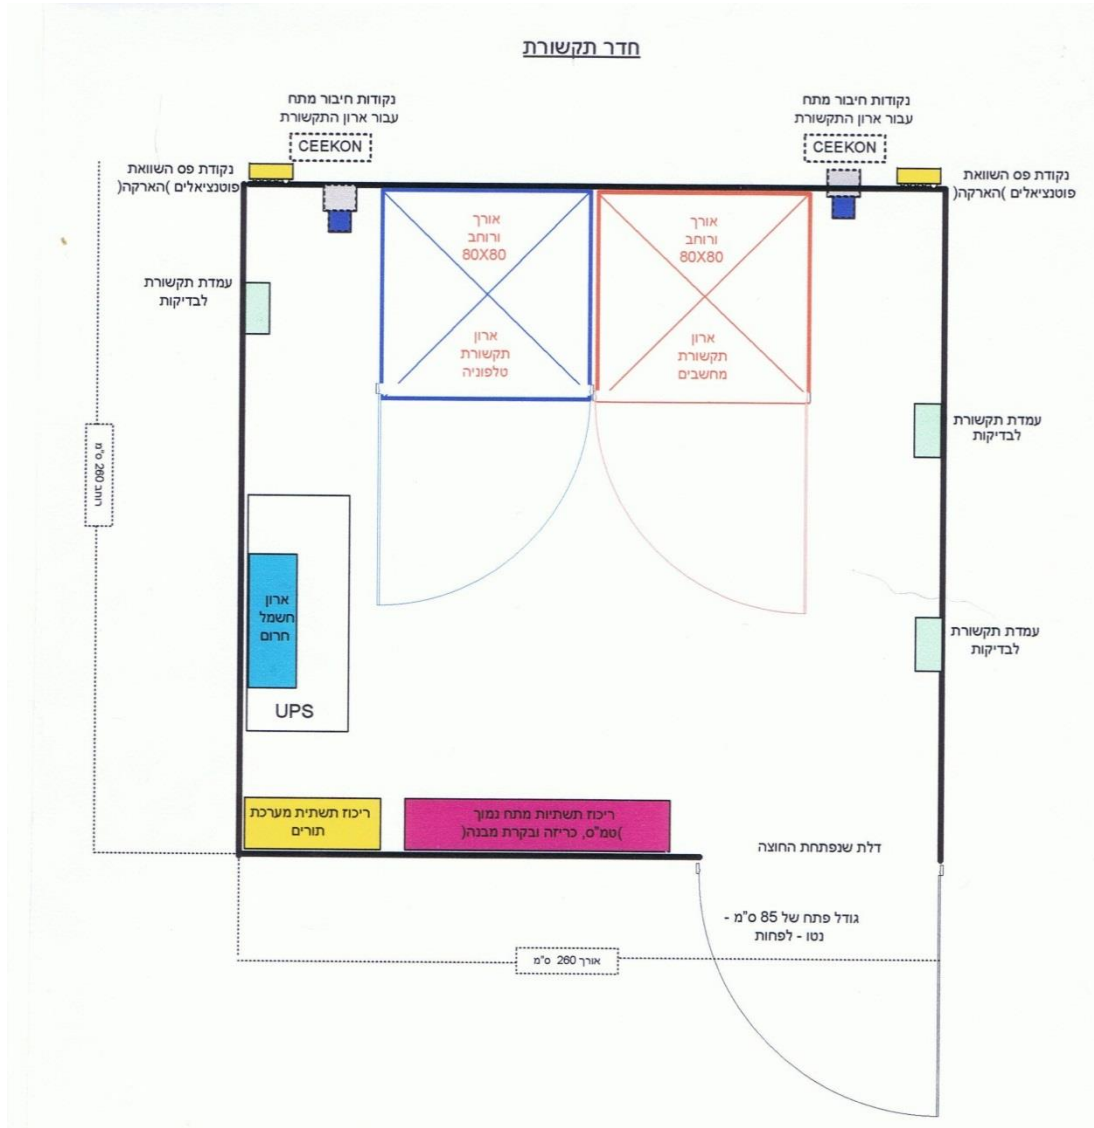 חדר תקשורת
נקודות חיבור מתח
עבור ארון התקשורת
CEEKON
נקודות חיבור מתח
עבור ארון התקשורת
CEEKON
נקודת פס השוואת
פוטנציאלים )הארקה(
נקודת פס השוואת
פוטנציאלים )הארקה(
אורך
ורוחב
80X80
ארון
תקשורת
מחשבים
אורך
ורוחב
80X80
ארון
תקשורת
טלפוניה
עמדת תקשורת
לבדיקות
עמדת תקשורת
לבדיקות
עמדת תקשורת
לבדיקות
רוחב 260 ס"מ
ארון
חשמל
חרום
UPS
ריכוז תשתיות מתח נמוך
)טמ"ס, כריזה ובקרת מבנה(
ריכוז תשתית מערכת
תורים
דלת שנפתחת החוצה
גודל פתח של 85 ס"מ -
נטו - לפחות
אורך 260 ס"מ